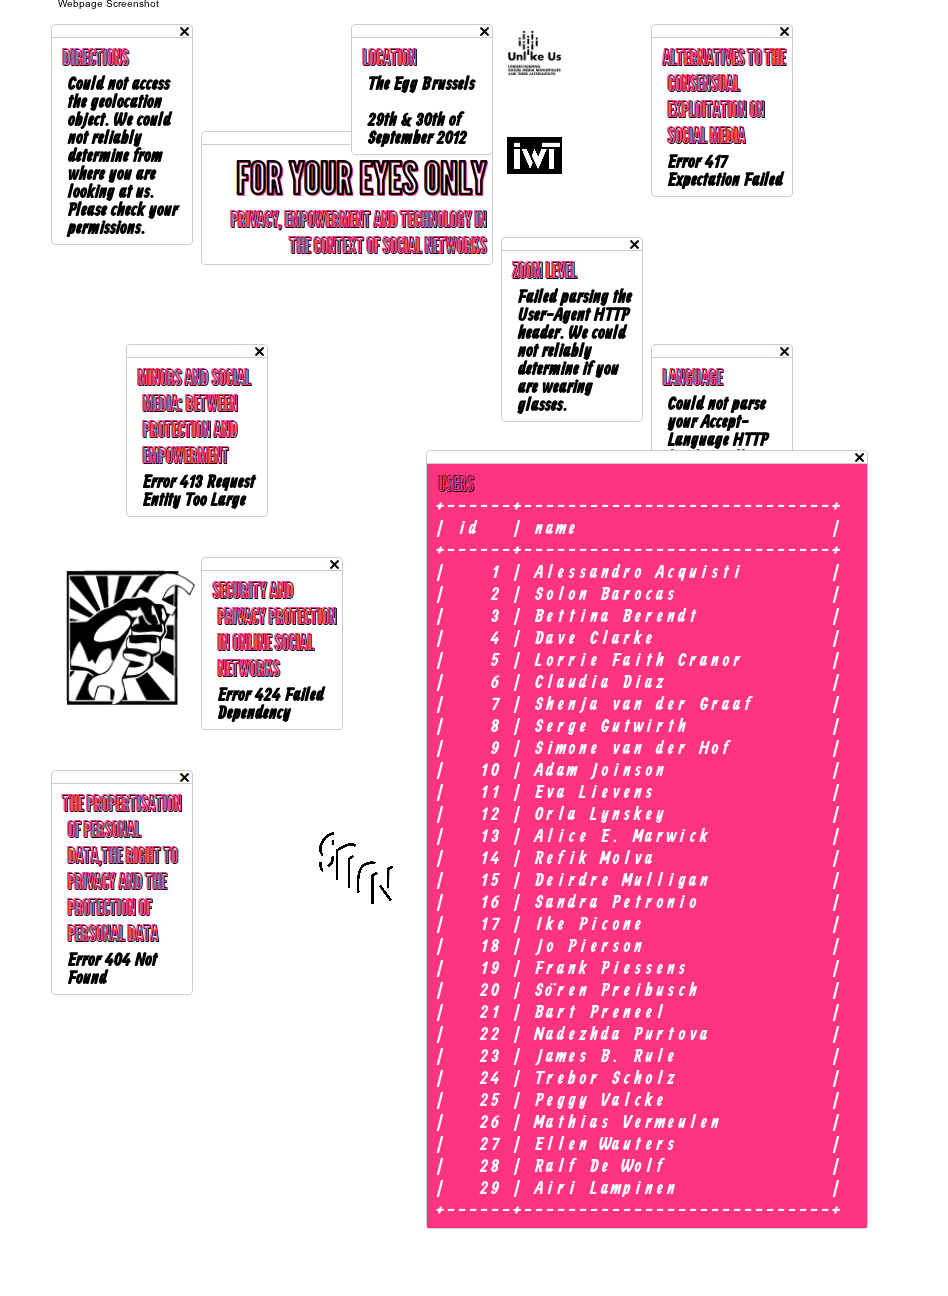 Webpage Screenshot
DIRECTIONS
Could not access
the geolocation
object. We could
not reliably
determine from
where you are
looking at us.
Please check your
permissions.
LOCATION
The Egg Brussels
29th & 30th of
September 2012
FOR YOUR EYES ONLY
PRIVACY, EMPOWERMENT AND TECHNOLOGY IN
THE CONTEXT OF SOCIAL NETWORKS
Unlike Us
UNDERSTANDING
SOCIAL MEDIA MONOPOLIES
AND THEIR ALTERNATIVES
iWT
ALTERNATIVES TO THE
CONSENSUAL
EXPLOITATION ON
SOCIAL MEDIA
Error 417
Expectation Failed
ZOOM LEVEL
Failed parsing the
User-Agent HTTP
header. We could
not reliably
determine if you
are wearing
glasses.
MINORS AND SOCIAL
MEDIA: BETWEEN
PROTECTION AND
EMPOWERMENT
Error 413 Request
Entity Too Large
LANGUAGE
Could not parse
your Accept-
Language HTTP
SECURITY AND
PRIVACY PROTECTION
IN ONLINE SOCIAL
NETWORKS
Error 424 Failed
Dependency
THE PROPERTISATION
OF PERSONAL
DATA,THE RIGHT TO
PRIVACY AND THE
PROTECTION OF
PERSONAL DATA
Error 404 Not
Found
USERS
+------+----------------------------+
| id | name |
+------+----------------------------+
| 1 | Alessandro Acquisti |
| 2 | Solon Barocas |
| 3 | Bettina Berendt |
| 4 | Dave Clarke |
| 5 | Lorrie Faith Cranor |
| 6 | Claudia Diaz |
| 7 | Shenja van der Graaf |
| 8 | Serge Gutwirth |
| 9 | Simone van der Hof |
| 10 | Adam Joinson |
| 11 | Eva Lievens |
| 12 | Orla Lynskey |
| 13 | Alice E. Marwick |
| 14 | Refik Molva |
| 15 | Deirdre Mulligan |
| 16 | Sandra Petronio |
| 17 | Ike Picone |
| 18 | Jo Pierson |
| 19 | Frank Piessens |
| 20 | Sören Preibusch |
| 21 | Bart Preneel |
| 22 | Nadezhda Purtova |
| 23 | James B. Rule |
| 24 | Trebor Scholz |
| 25 | Peggy Valcke |
| 26 | Mathias Vermeulen |
| 27 | Ellen Wauters |
| 28 | Ralf De Wolf |
| 29 | Airi Lampinen |
+------+----------------------------+